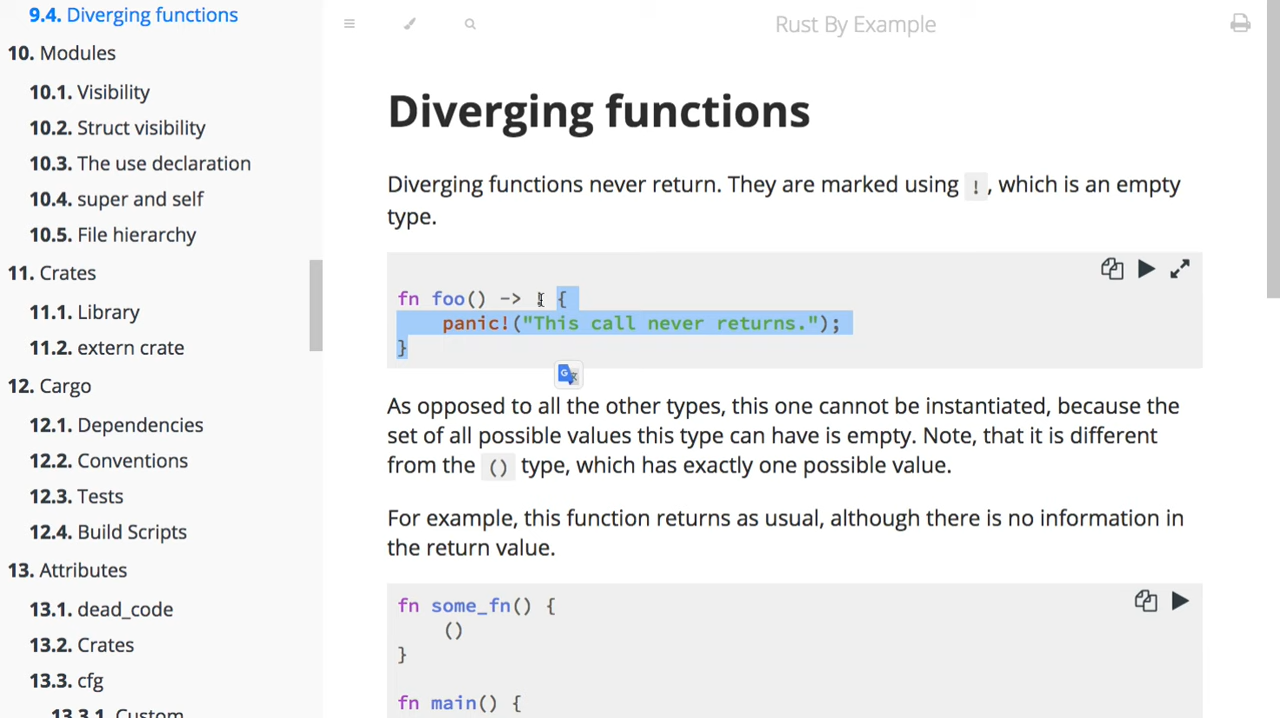 9.4. Diverging functions
10. Modules
10.1. Visibility
10.2. Struct visibility
10.3. The use declaration
10.4. super and self
10.5. File hierarchy
11. Crates
11.1. Library
11.2. extern crate
12. Cargo
12.1. Dependencies
12.2. Conventions
12.3. Tests
12.4. Build Scripts
13. Attributes
13.1. dead_code
13.2. Crates
13.3. cfg
13.3.1. Custom
Rust By Example
Diverging functions
Diverging functions never return. They are marked using !, which is an empty
type.
fn foo() -> ! {
    panic!("This call never returns.");
}
As opposed to all the other types, this one cannot be instantiated, because the
set of all possible values this type can have is empty. Note, that it is different
from the () type, which has exactly one possible value.
For example, this function returns as usual, although there is no information in
the return value.
fn some_fn() {
    ()
}
fn main() {